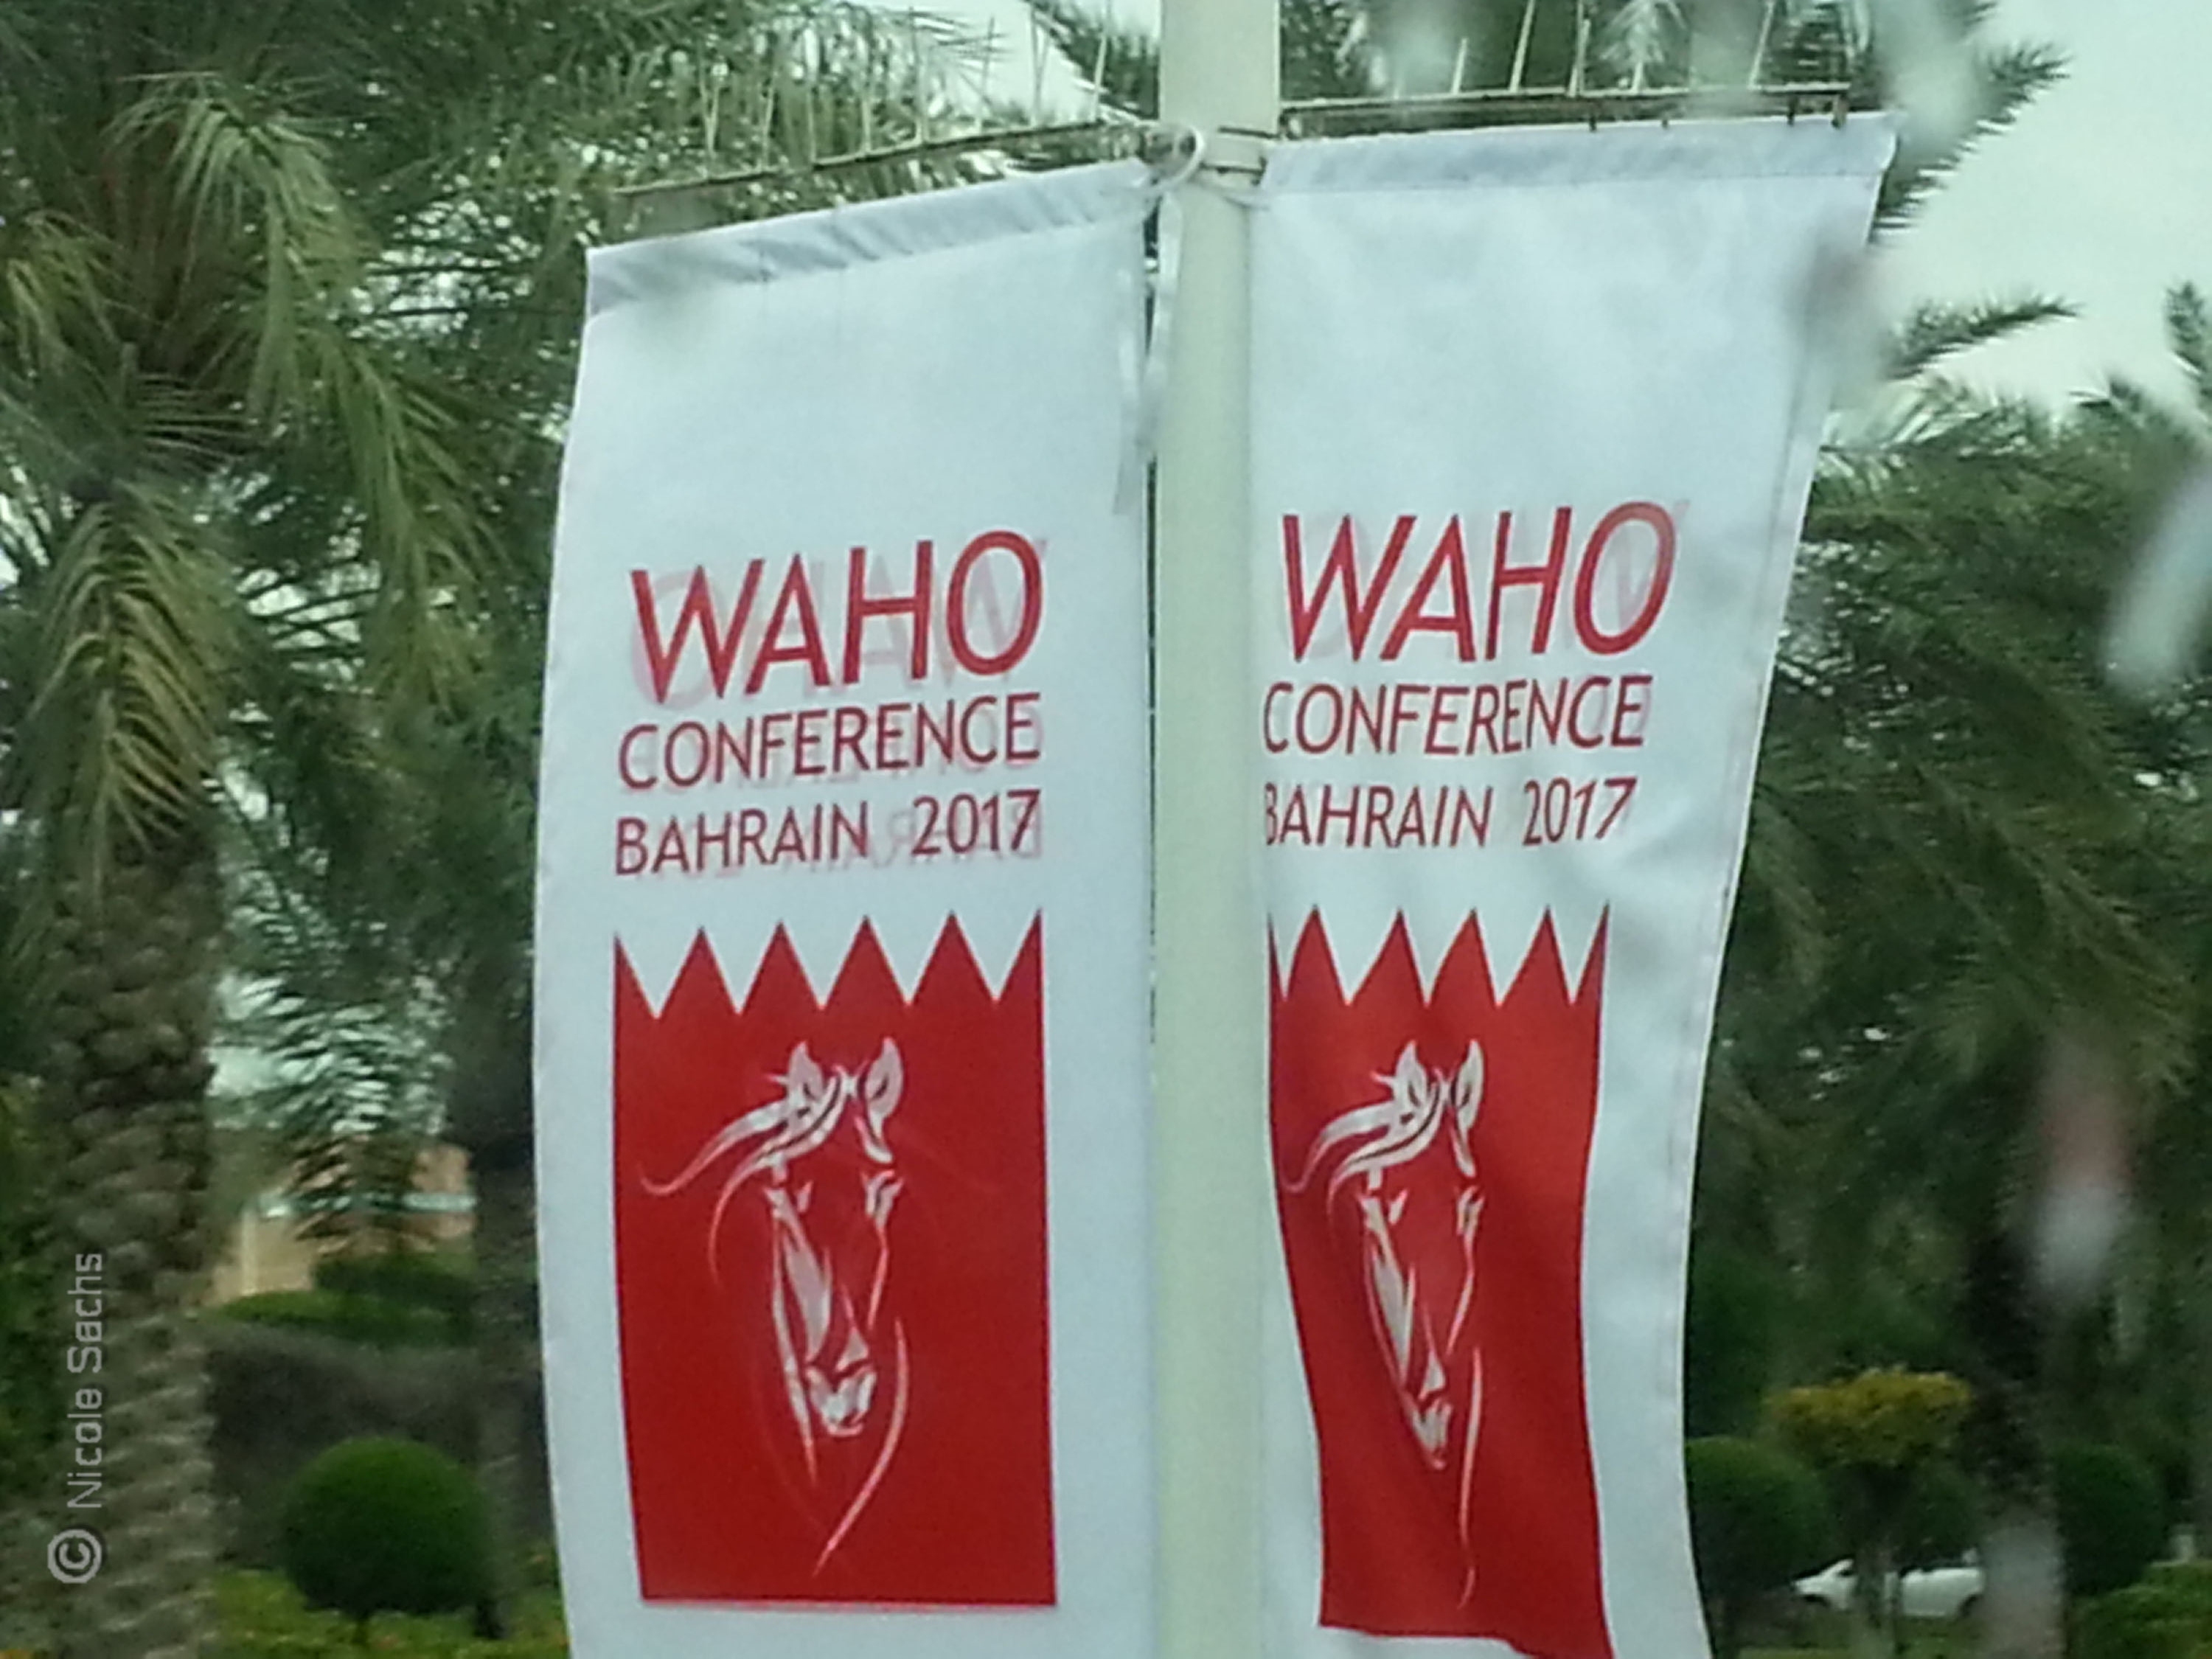 WAHO
CONFERENCE
BAHRAIN 2017
WAHO
CONFERENCE
BAHRAIN 2017
© Nicole Sachs